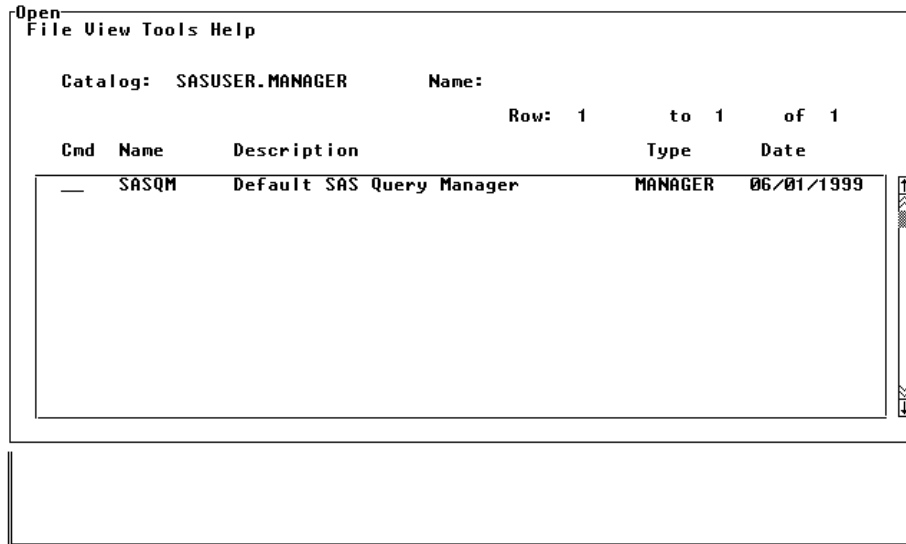 Open
File View Tools Help
Catalog: SASUSER.MANAGER Name:
Row: 1 to 1 of 1
Cmd Name Description Type Date
__ SASQM Default SAS Query Manager MANAGER 06/01/1999